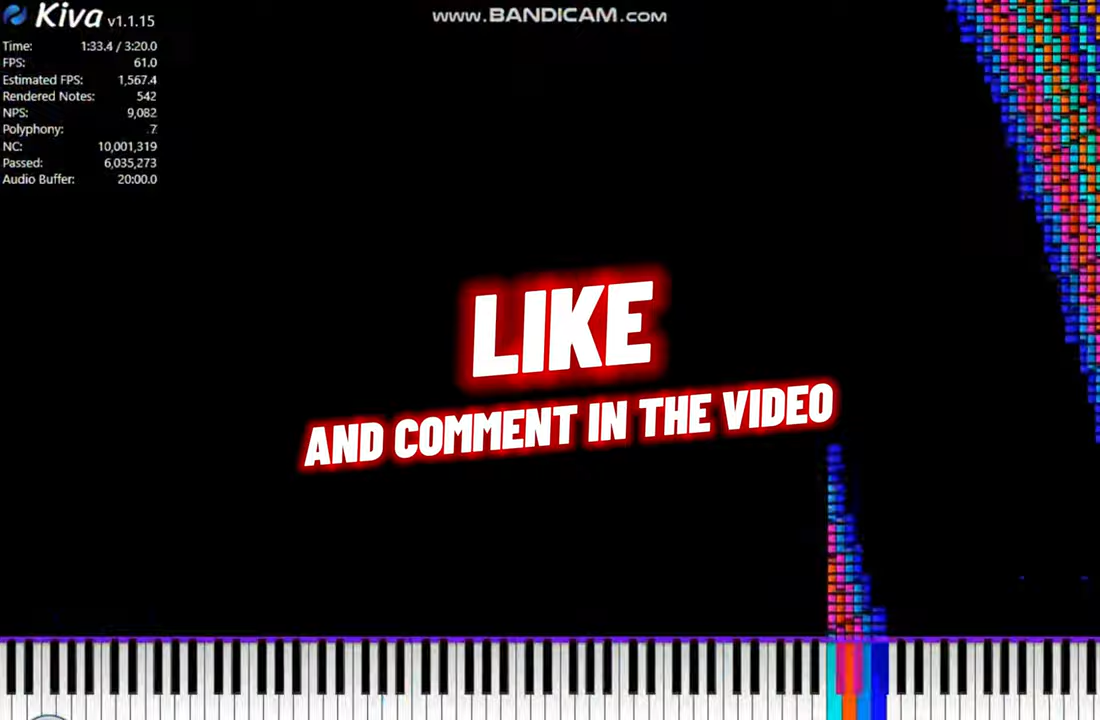 Kiva v1.1.15
www.BANDICAM.com
Time: 1:33.4 / 3:20.0
FPS: 61.0
Estimated FPS: 1,567.4
Rendered Notes: 542
NPS: 9,082
Polyphony: 7
NC: 10,001,319
Passed: 6,035,273
Audio Buffer: 20:00.0
LIKE
AND COMMENT IN THE VIDEO